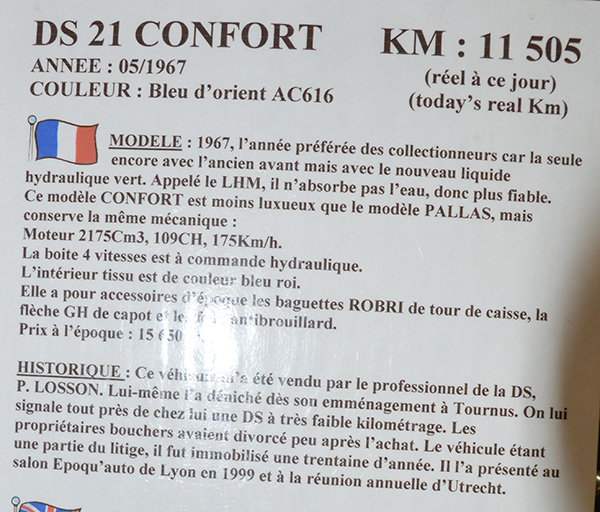 DS 21 CONFORT
KM : 11 505
ANNEE : 05/1967
(réel à ce jour)
COULEUR : Bleu d'orient AC616
(today's real Km)
MODELE : 1967, l'année préférée des collectionneurs car la seule
encore avec l'ancien avant mais avec le nouveau liquide
hydraulique vert. Appelé le LHM, il n'absorbe pas l'eau, donc plus fiable.
Ce modèle CONFORT est moins luxueux que le modèle PALLAS, mais
conserve la même mécanique :
Moteur 2175Cm3, 109CH, 175Km/h.
La boite 4 vitesses est à commande hydraulique.
L'intérieur tissu est de couleur bleu roi.
Elle a pour accessoires d'époque les baguettes ROBRI de tour de caisse, la
flèche GH de capot et les antibrouillard.
Prix à l'époque : 15
HISTORIQUE : Ce véhicule m'a été vendu par le professionnel de la DS,
P. LOSSON. Lui-même l'a déniché dès son emménagement à Tournus. On lui
signale tout près de chez lui une DS à très faible kilométrage. Les
propriétaires bouchers avaient divorcé peu après l'achat. Le véhicule étant
une partie du litige, il fut immobilisé une trentaine d'année. Il l'a présenté au
salon Epoqu'auto de Lyon en 1999 et à la réunion annuelle d'Utrecht.